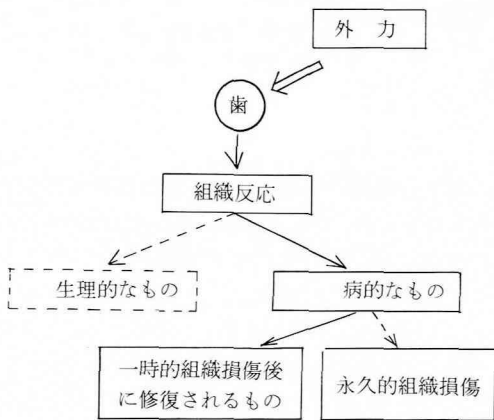 外 力
歯
組織反応
生理的なもの
病的なもの
一時的組織損傷後
に修復されるもの
永久的組織損傷